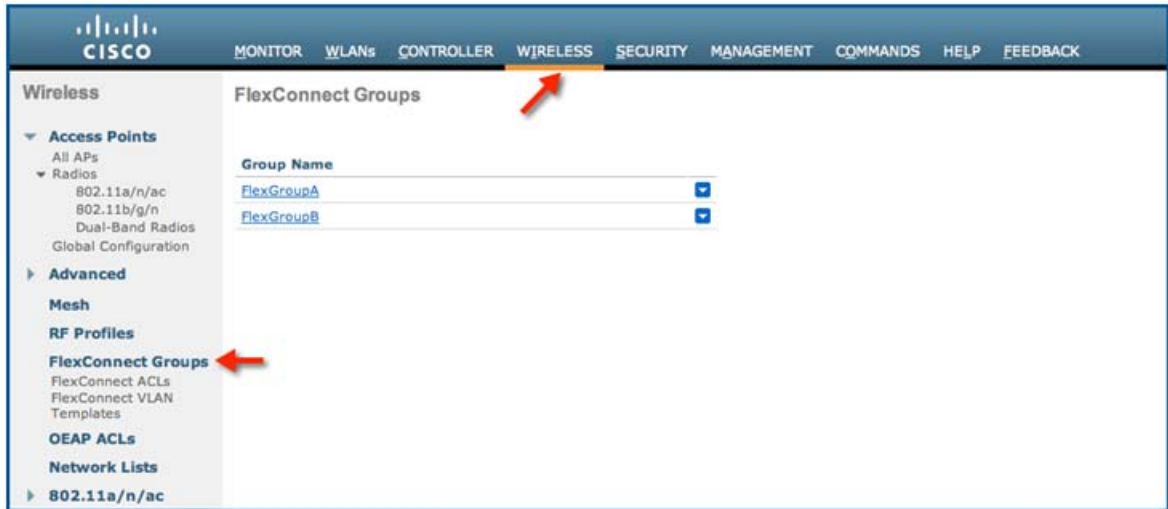 CISCO
MONITOR WLANs CONTROLLER WIRELESS SECURITY MANAGEMENT COMMANDS HELP FEEDBACK
Wireless
Access Points
All APs
Radios
802.11a/n/ac
802.11b/g/n
Dual-Band Radios
Global Configuration
Advanced
Mesh
RF Profiles
FlexConnect Groups
FlexConnect ACLs
FlexConnect VLAN
Templates
OEAP ACLs
Network Lists
802.11a/n/ac
FlexConnect Groups
Group Name
FlexGroupA
FlexGroupB